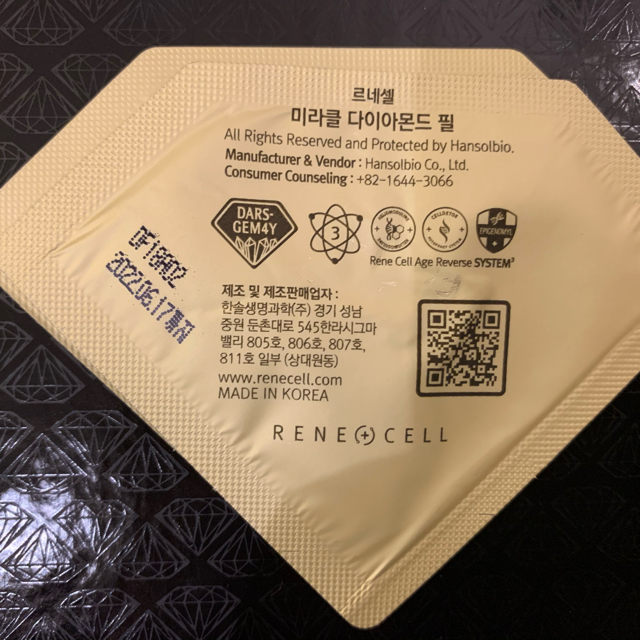 르네셀
미라클 다이아몬드 필
All Rights Reserved and Protected by Hansolbio.
Manufacturer & Vendor : Hansolbio Co., Ltd.
Consumer Counseling : +82-1644-3066
DARS-
GEM4Y
3
CELLDETOX
EPIGENOMYL
Rene Cell Age Reverse SYSTEM³
DF18A02
2022.06.17
제조 및 제조판매업자 :
한솔생명과학(주) 경기 성남
중원 둔촌대로 545한라시그마
밸리 805호, 806호, 807호,
811호 일부 (상대원동)
www.renecell.com
MADE IN KOREA
RENE CELL